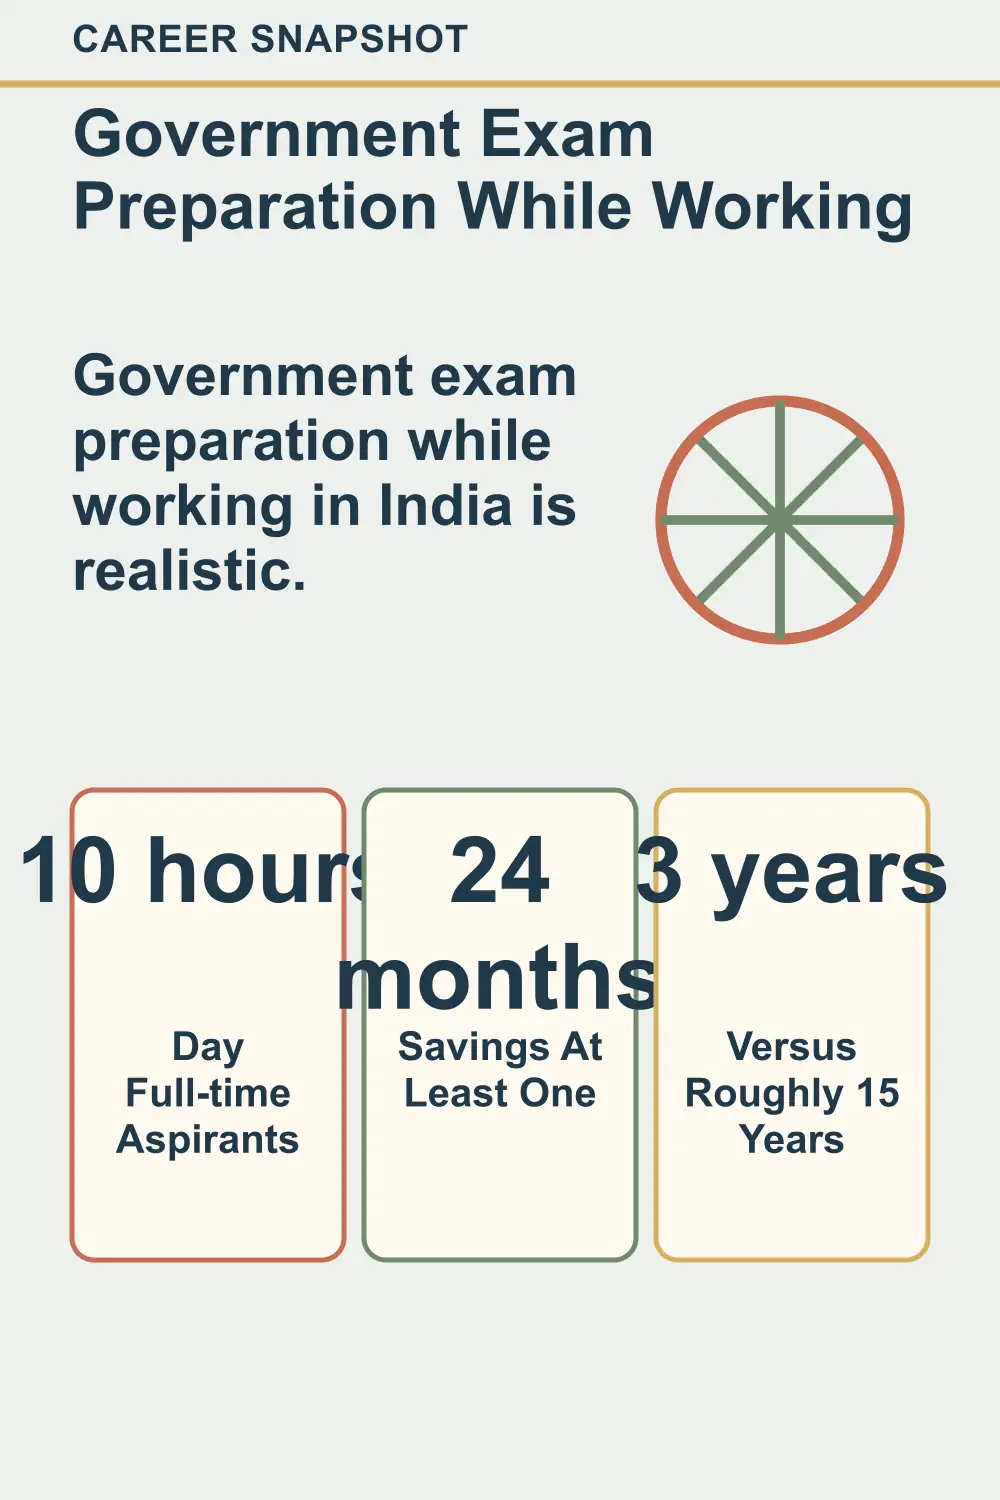 CAREER SNAPSHOT
Government Exam
Preparation While Working
Government exam
preparation while
working in India is
realistic.
10 hours
24
months
3 years
Day
Full-time
Aspirants
Savings At
Least One
Versus
Roughly 15
Years